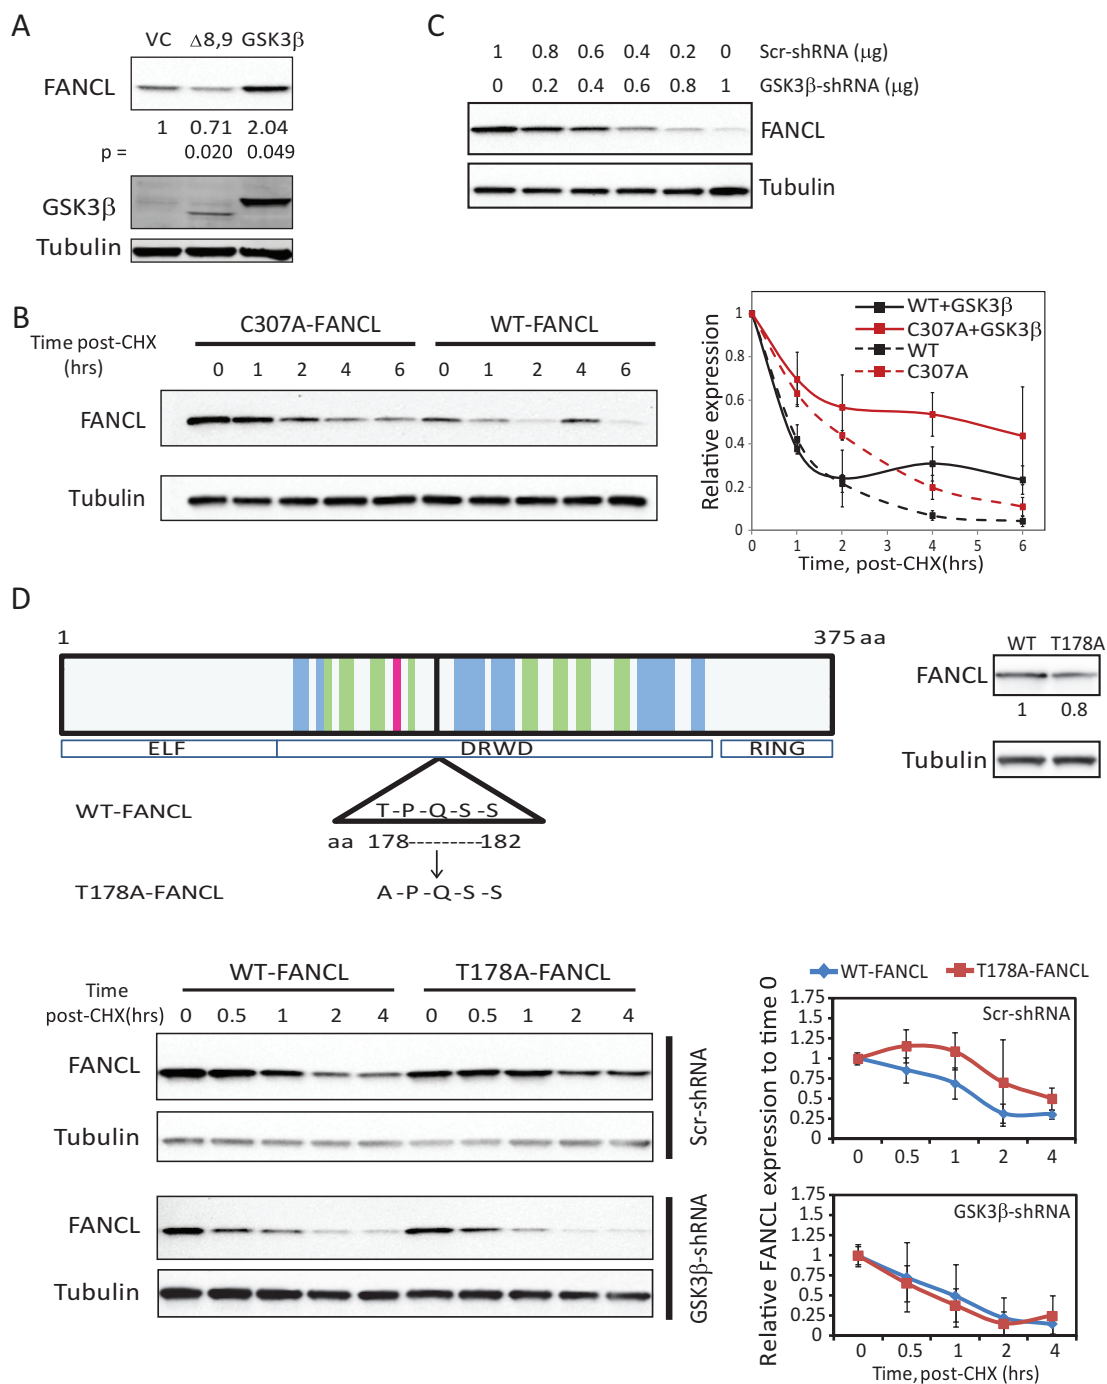 A
VC Δ8,9 GSK3β
FANCL
1 0.71 2.04
p = 0.020 0.049
GSK3β
Tubulin
C
1 0.8 0.6 0.4 0.2 0 Scr-shRNA (μg)
0 0.2 0.4 0.6 0.8 1 GSK3β-shRNA (μg)
FANCL
Tubulin
B
C307A-FANCL WT-FANCL
Time post-CHX
(hrs)
0 1 2 4 6 0 1 2 4 6
FANCL
Tubulin
Relative expression
1
0.8
0.6
0.4
0.2
0
WT+GSK3β
C307A+GSK3β
WT
C307A
0 1 2 3 4 5 6
Time, post-CHX(hrs)
D
1 375 aa
ELF DRWD RING
WT-FANCL
T-P-Q-S-S
aa 178---------182
T178A-FANCL
A-P-Q-S-S
WT T178A
FANCL
1 0.8
Tubulin
WT-FANCL T178A-FANCL
Time
post-CHX(hrs)
0 0.5 1 2 4 0 0.5 1 2 4
FANCL
Tubulin
Scr-shRNA
FANCL
Tubulin
GSK3β-shRNA
WT-FANCL T178A-FANCL
Relative FANCL expression to time 0
1.75
1.5
1.25
1
0.75
0.5
0.25
0
Scr-shRNA
0 0.5 1 2 4
1.75
1.5
1.25
1
0.75
0.5
0.25
0
GSK3β-shRNA
0 0.5 1 2 4
Time, post-CHX (hrs)